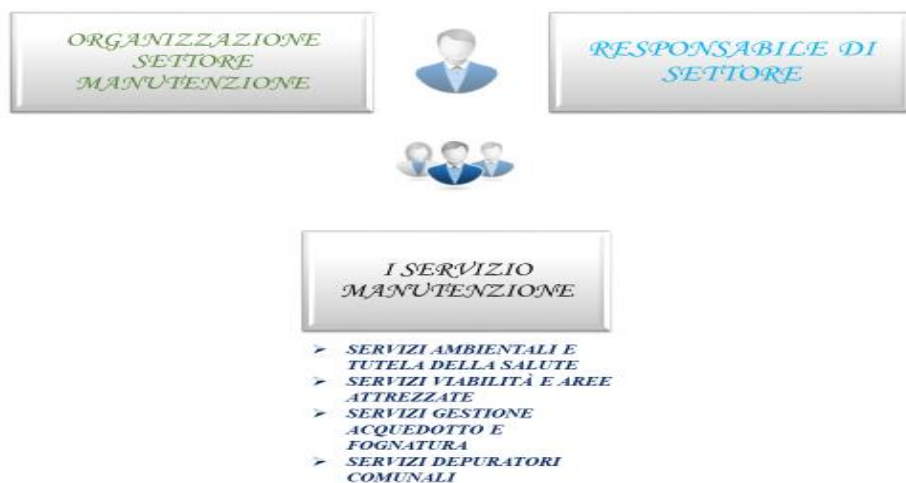 ORGANIZZAZIONE
SETTORE
MANUTENZIONE
RESPONSABILE DI
SETTORE
I SERVIZIO
MANUTENZIONE
➤ SERVIZI AMBIENTALI E
TUTELA DELLA SALUTE
➤ SERVIZI VIABILITÀ E AREE
ATTREZZATE
➤ SERVIZI GESTIONE
ACQUEDOTTO E
FOGNATURA
➤ SERVIZI DEPURATORI
COMUNALI